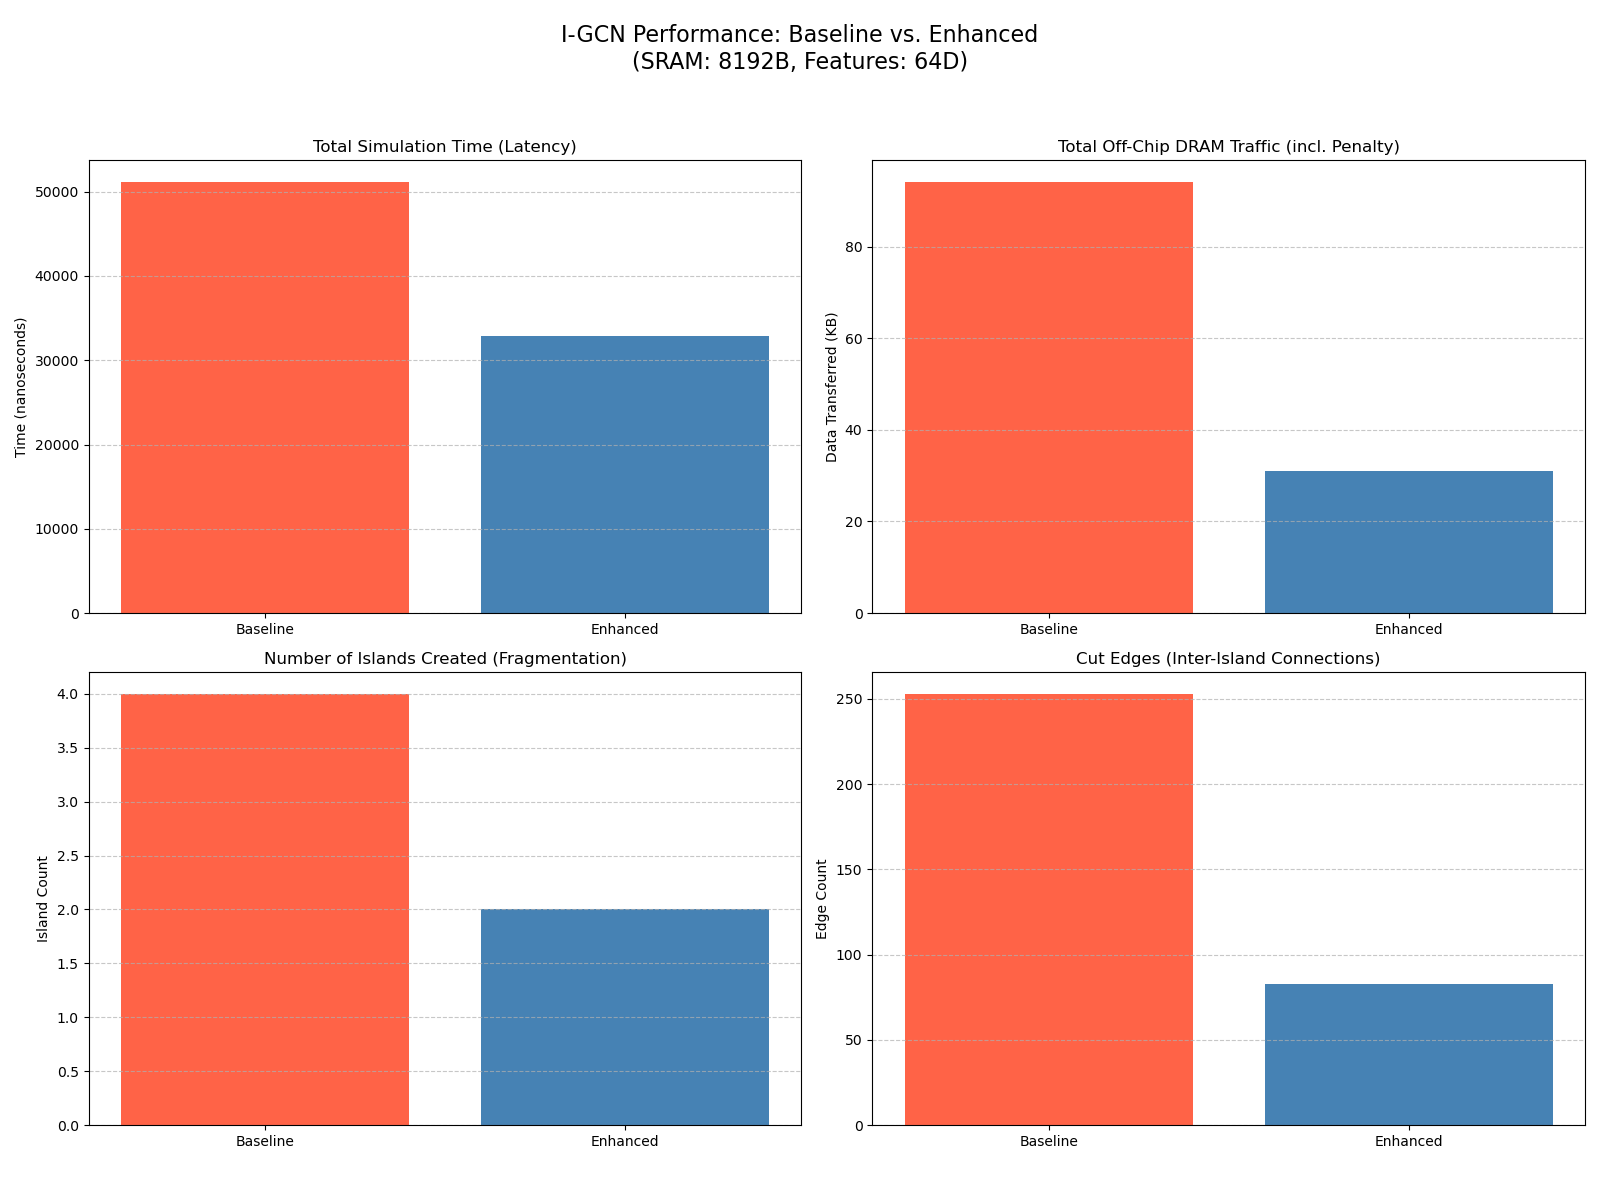 I-GCN Performance: Baseline vs. Enhanced
(SRAM: 8192B, Features: 64D)
Total Simulation Time (Latency)
Time (nanoseconds)
50000
40000
30000
20000
10000
0
Baseline
Enhanced
Total Off-Chip DRAM Traffic (incl. Penalty)
Data Transferred (KB)
80
60
40
20
0
Baseline
Enhanced
Number of Islands Created (Fragmentation)
Island Count
4.0
3.5
3.0
2.5
2.0
1.5
1.0
0.5
0.0
Baseline
Enhanced
Cut Edges (Inter-Island Connections)
Edge Count
250
200
150
100
50
0
Baseline
Enhanced